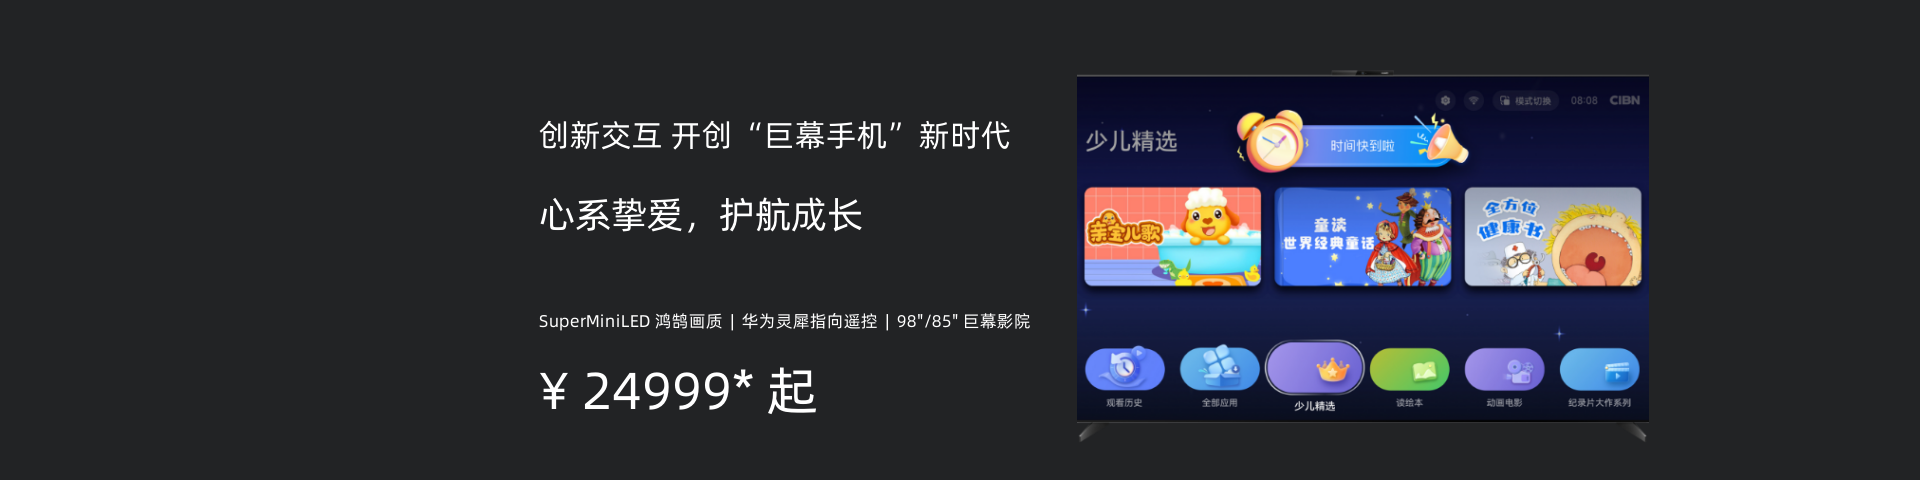 创新交互 开创“巨幕手机”新时代
心系挚爱，护航成长
SuperMiniLED 鸿鹄画质 | 华为灵犀指向遥控 | 98"/85" 巨幕影院
¥ 24999* 起
模式切换 08:08 CIBN
少儿精选
时间快到啦
亲宝儿歌
童读
世界经典童话
全方位
健康书
观看历史 全部应用 少儿精选 读绘本 动画电影 纪录片大作系列